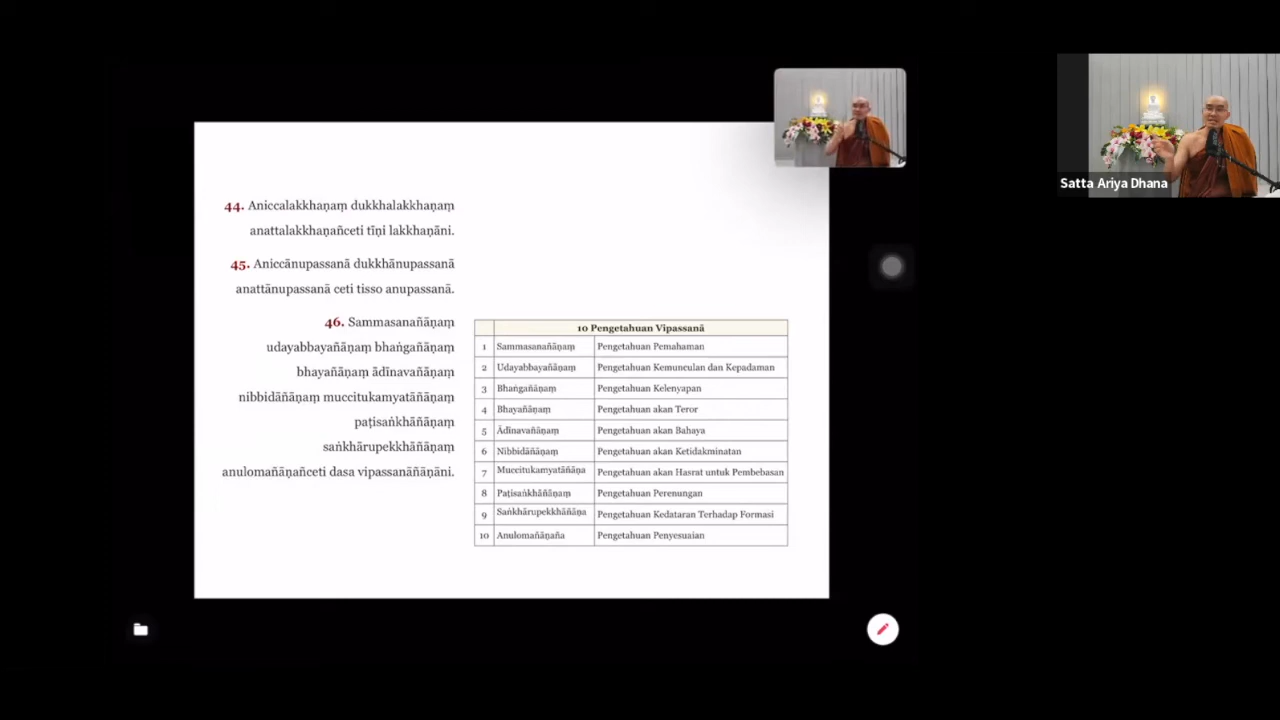 44. Aniccalakkhaṇaṃ dukkhalakkhaṇaṃ
anattalakkhaṇañceti tīṇi lakkhaṇāni.
45. Aniccānupassanā dukkhānupassanā
anattānupassanā ceti tisso anupassanā.
46. Sammasanañāṇaṃ
udayabbayañāṇaṃ bhaṅgañāṇaṃ
bhayañāṇaṃ ādīnavañāṇaṃ
nibbidāñāṇaṃ muccitukamyatāñāṇaṃ
paṭisaṅkhāñāṇaṃ
saṅkhārupekkhāñāṇaṃ
anulomañāṇañceti dasa vipassanāñāṇāni.
10 Pengetahuan Vipassanā
1 Sammasanañāṇaṃ Pengetahuan Pemahaman
2 Udayabbayañāṇaṃ Pengetahuan Kemunculan dan Kepadaman
3 Bhaṅgañāṇaṃ Pengetahuan Kelenyapan
4 Bhayañāṇaṃ Pengetahuan akan Teror
5 Ādīnavañāṇaṃ Pengetahuan akan Bahaya
6 Nibbidāñāṇaṃ Pengetahuan akan Ketidakminatan
7 Muccitukamyatāñāṇa Pengetahuan akan Hasrat untuk Pembebasan
8 Paṭisaṅkhāñāṇaṃ Pengetahuan Perenungan
9 Saṅkhārupekkhāñāṇa Pengetahuan Kedataran Terhadap Formasi
10 Anulomañāṇaña Pengetahuan Penyesuaian
Satta Ariya Dhana